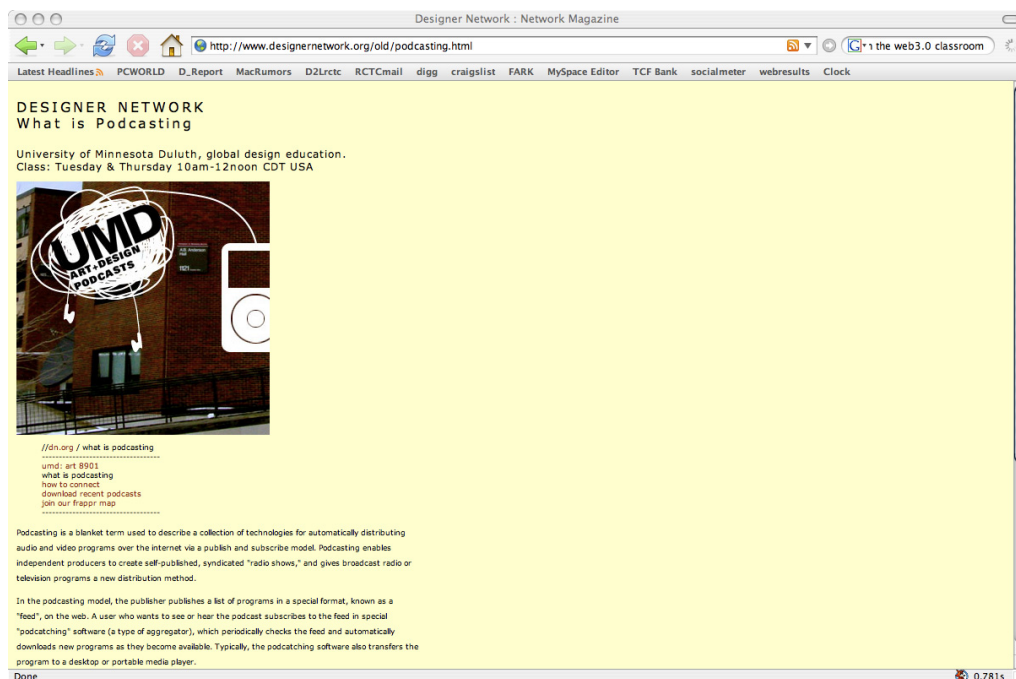 Designer Network : Network Magazine
http://www.designernetwork.org/old/podcasting.html
the web3.0 classroom
Latest Headlines PCWORLD D_Report MacRumors D2Lrctc RCTCmail digg craigslist FARK MySpace Editor TCF Bank socialmeter webresults Clock
DESIGNER NETWORK
What is Podcasting
University of Minnesota Duluth, global design education.
Class: Tuesday & Thursday 10am-12noon CDT USA
UMD
ART+DESIGN
PODCASTS
//dn.org / what is podcasting
----------------------------------
umd: art 8901
what is podcasting
how to connect
download recent podcasts
join our frappr map
----------------------------------
Podcasting is a blanket term used to describe a collection of technologies for automatically distributing
audio and video programs over the internet via a publish and subscribe model. Podcasting enables
independent producers to create self-published, syndicated "radio shows," and gives broadcast radio or
television programs a new distribution method.
In the podcasting model, the publisher publishes a list of programs in a special format, known as a
"feed", on the web. A user who wants to see or hear the podcast subscribes to the feed in special
"podcatching" software (a type of aggregator), which periodically checks the feed and automatically
downloads new programs as they become available. Typically, the podcatching software also transfers the
program to a desktop or portable media player.
Done 0.781s